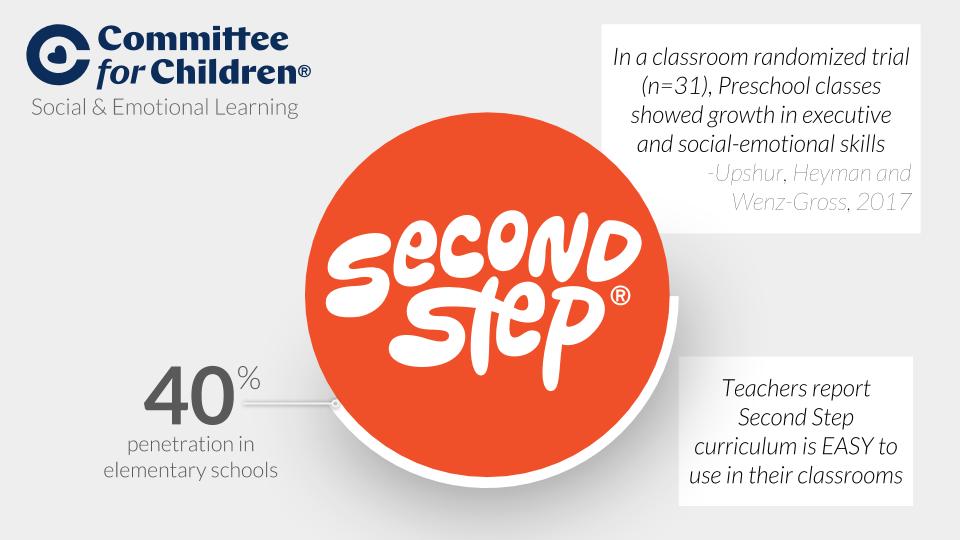 Committee
for Children®
Social & Emotional Learning
In a classroom randomized trial
(n=31), Preschool classes
showed growth in executive
and social-emotional skills
-Upshur, Heyman and
Wenz-Gross, 2017
Second
Step®
40%
penetration in
elementary schools
Teachers report
Second Step
curriculum is EASY to
use in their classrooms